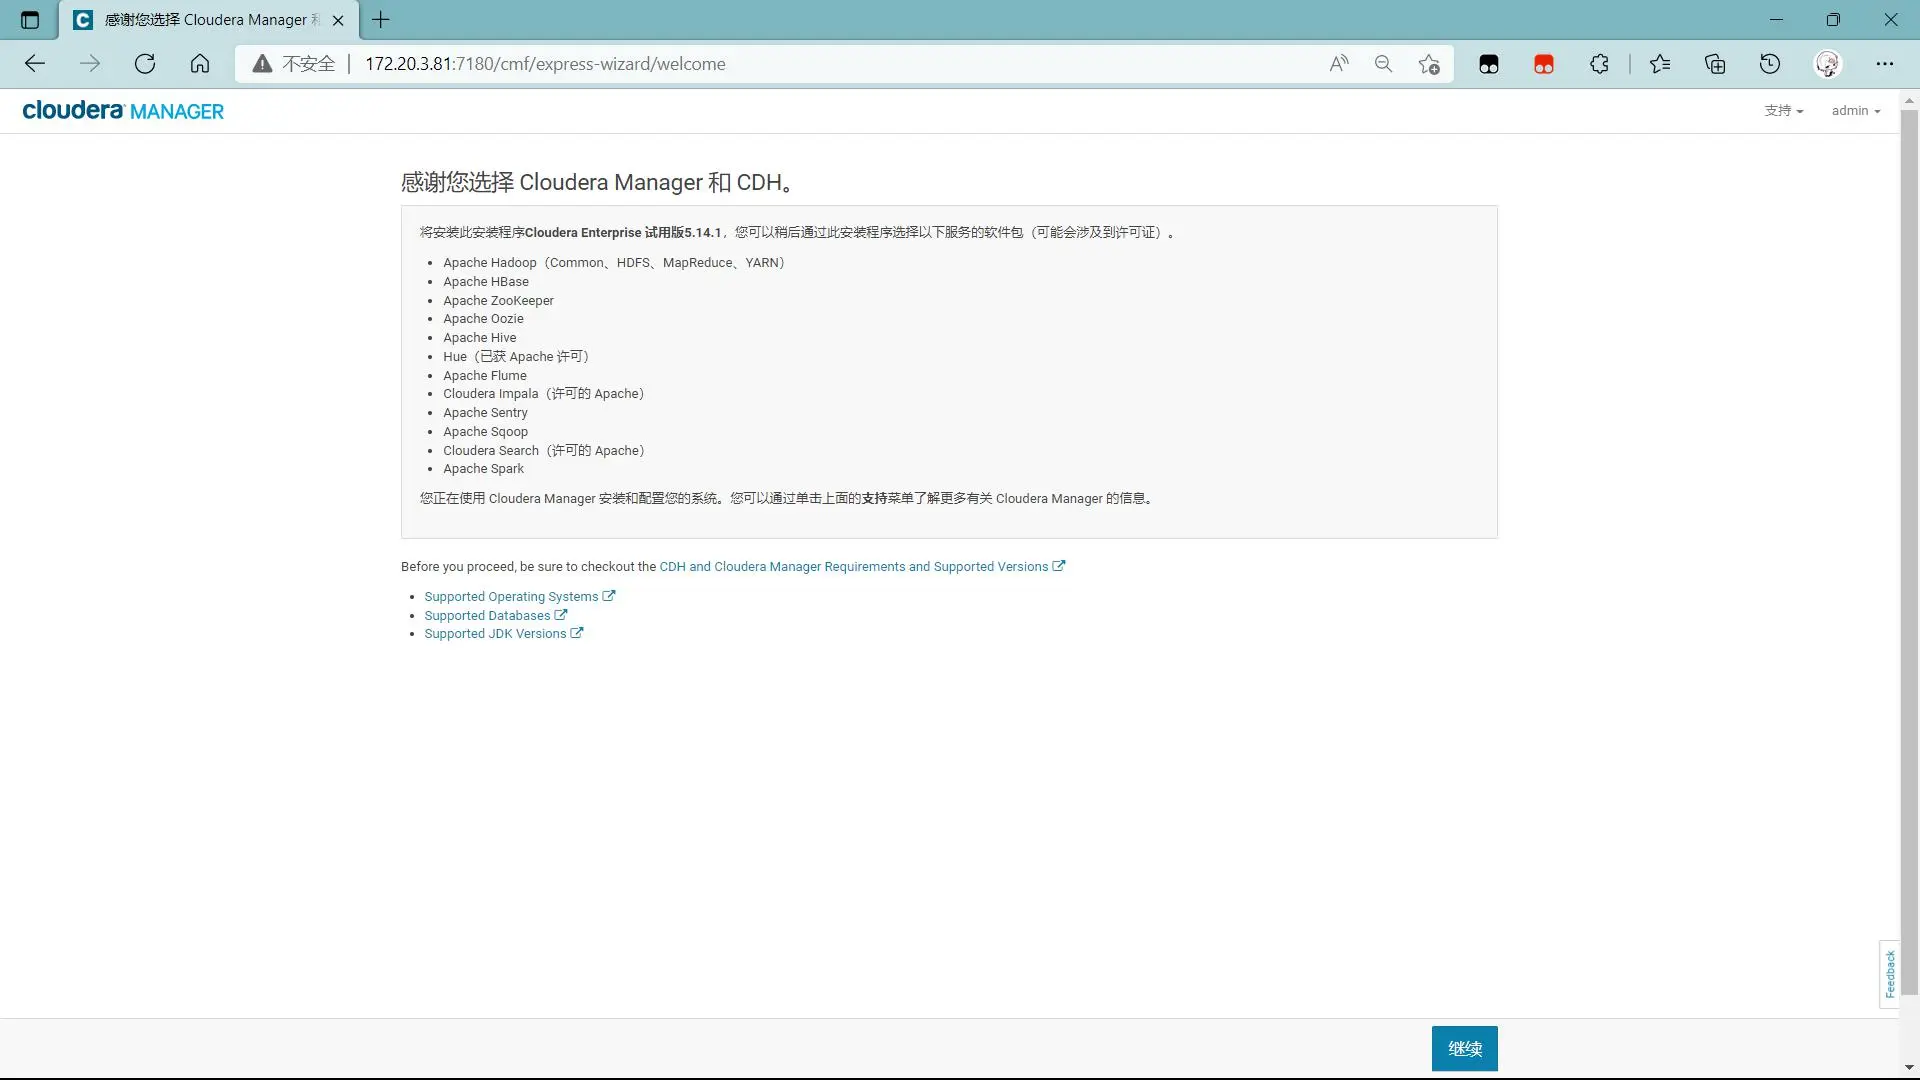 感谢您选择 Cloudera Manager 和
不安全
172.20.3.81:7180/cmf/express-wizard/welcome
cloudera MANAGER
支持
admin
感谢您选择 Cloudera Manager 和 CDH。
将安装此安装程序Cloudera Enterprise 试用版5.14.1，您可以稍后通过此安装程序选择以下服务的软件包（可能会涉及到许可证）。
Apache Hadoop（Common、HDFS、MapReduce、YARN）
Apache HBase
Apache ZooKeeper
Apache Oozie
Apache Hive
Hue（已获 Apache 许可）
Apache Flume
Cloudera Impala（许可的 Apache）
Apache Sentry
Apache Sqoop
Cloudera Search（许可的 Apache）
Apache Spark
您正在使用 Cloudera Manager 安装和配置您的系统。您可以通过单击上面的支持菜单了解更多有关 Cloudera Manager 的信息。
Before you proceed, be sure to checkout the CDH and Cloudera Manager Requirements and Supported Versions
Supported Operating Systems
Supported Databases
Supported JDK Versions
Feedback
继续